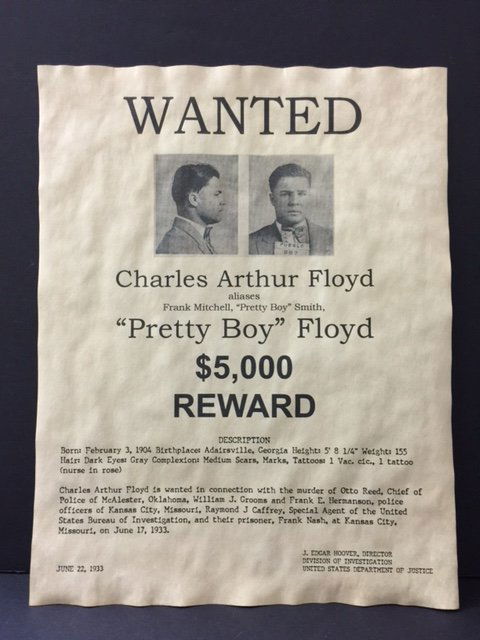 WANTED
PUEBLO
887
Charles Arthur Floyd
aliases
Frank Mitchell, "Pretty Boy" Smith,
"Pretty Boy" Floyd
$5,000
REWARD
DESCRIPTION
Born: February 3, 1904 Birthplace: Adairsville, Georgia Height: 5' 8 1/4" Weight: 155
Hair: Dark Eyes: Gray Complexion: Medium Scars, Marks, Tattoos: 1 Vac. cic., 1 tattoo
(nurse in rose)
Charles Arthur Floyd is wanted in connection with the murder of Otto Reed, Chief of
Police of McAlester, Oklahoma, William J. Grooms and Frank E. Hermanson, police
officers of Kansas City, Missouri, Raymond J Caffrey, Special Agent of the United
States Bureau of Investigation, and their prisoner, Frank Nash, at Kansas City,
Missouri, on June 17, 1933.
JUNE 22, 1933
J. EDGAR HOOVER, DIRECTOR
DIVISION OF INVESTIGATION
UNITED STATES DEPARTMENT OF JUSTICE